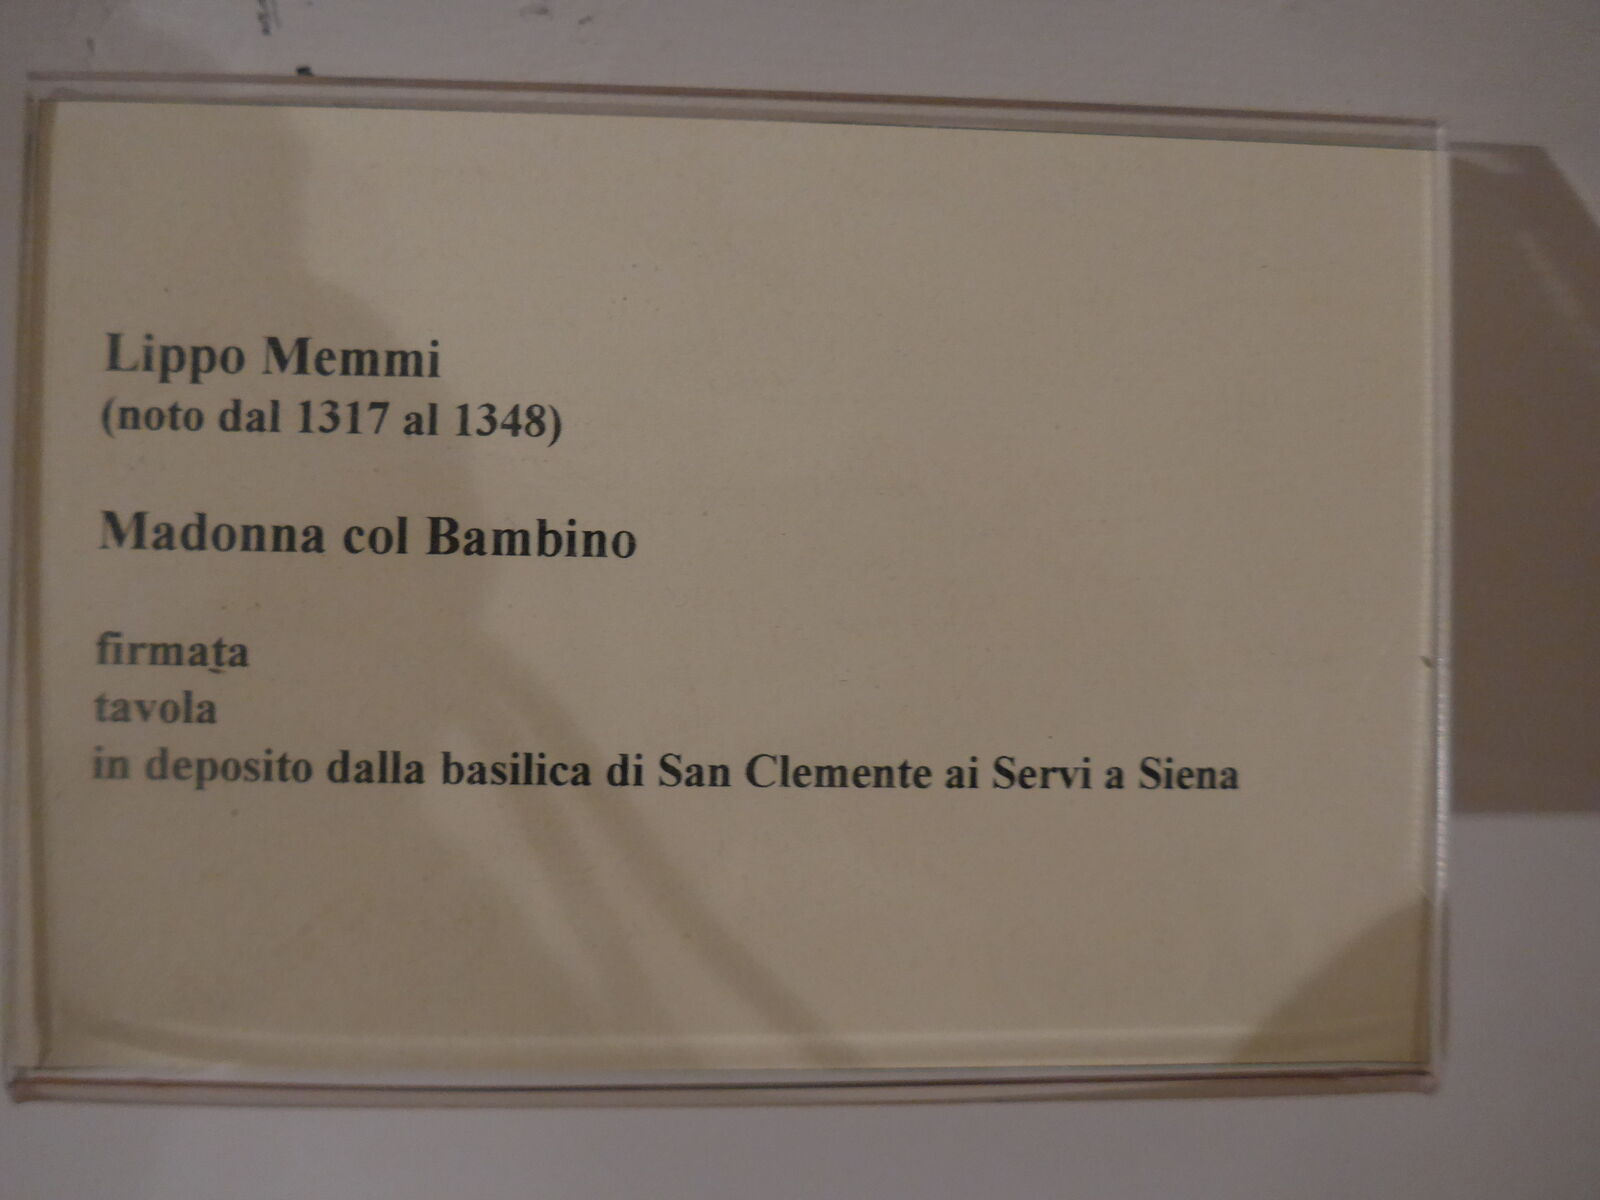 Lippo Memmi
(noto dal 1317 al 1348)
Madonna col Bambino
firmata
tavola
in deposito dalla basilica di San Clemente ai Servi a Siena